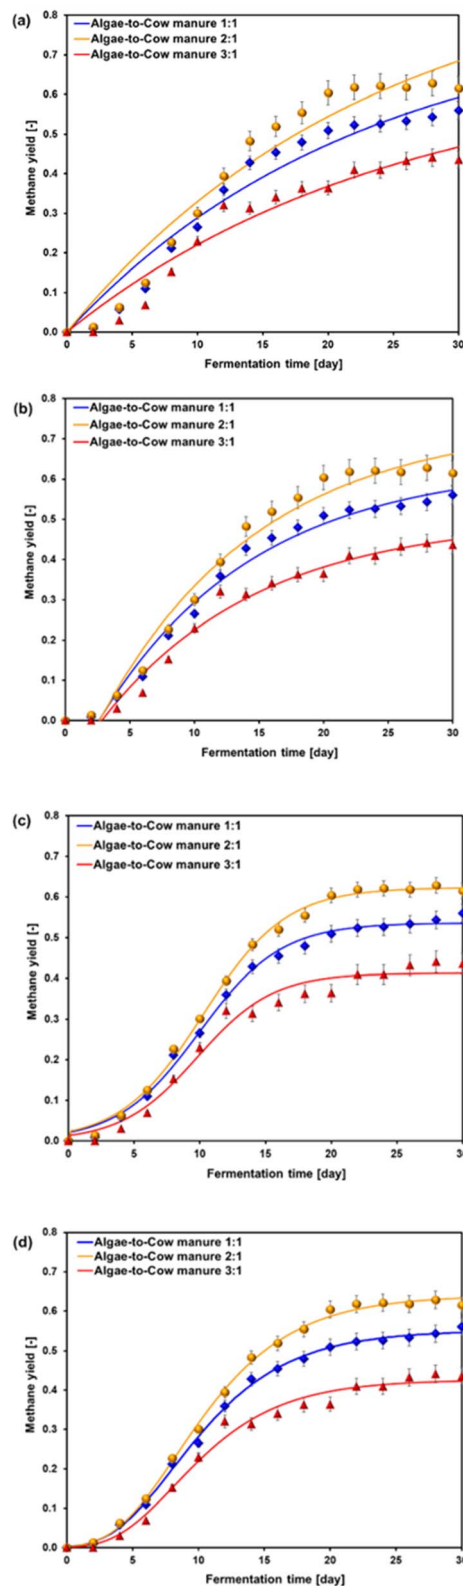 (a)
Algae-to-Cow manure 1:1
Algae-to-Cow manure 2:1
Algae-to-Cow manure 3:1
0.8
0.7
0.6
0.5
0.4
0.3
0.2
0.1
0.0
Methane yield [-]
0 5 10 15 20 25 30
Fermentation time [day]
(b)
Algae-to-Cow manure 1:1
Algae-to-Cow manure 2:1
Algae-to-Cow manure 3:1
0.8
0.7
0.6
0.5
0.4
0.3
0.2
0.1
0.0
Methane yield [-]
0 5 10 15 20 25 30
Fermentation time [day]
(c)
Algae-to-Cow manure 1:1
Algae-to-Cow manure 2:1
Algae-to-Cow manure 3:1
0.8
0.7
0.6
0.5
0.4
0.3
0.2
0.1
0.0
Methane yield [-]
0 5 10 15 20 25 30
Fermentation time [day]
(d)
Algae-to-Cow manure 1:1
Algae-to-Cow manure 2:1
Algae-to-Cow manure 3:1
0.8
0.7
0.6
0.5
0.4
0.3
0.2
0.1
0.0
Methane yield [-]
0 5 10 15 20 25 30
Fermentation time [day]